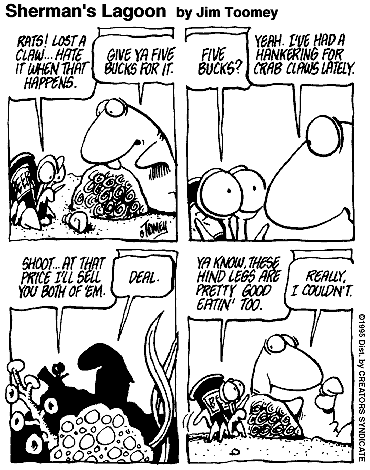 Sherman's Lagoon by Jim Toomey
RATS! LOST A
CLAW... HATE
IT WHEN THAT
HAPPENS.
GIVE YA FIVE
BUCKS FOR IT.
BEER
TOOMEY
FIVE
BUCKS?
YEAH. I'VE HAD A
HANKERING FOR
CRAB CLAWS LATELY.
SHOOT... AT THAT
PRICE I'LL SELL
YOU BOTH OF 'EM.
DEAL.
YA KNOW, THESE
HIND LEGS ARE
PRETTY GOOD
EATIN' TOO.
REALLY,
I COULDN'T.
©1995 Dist. by CREATORS SYNDICATE